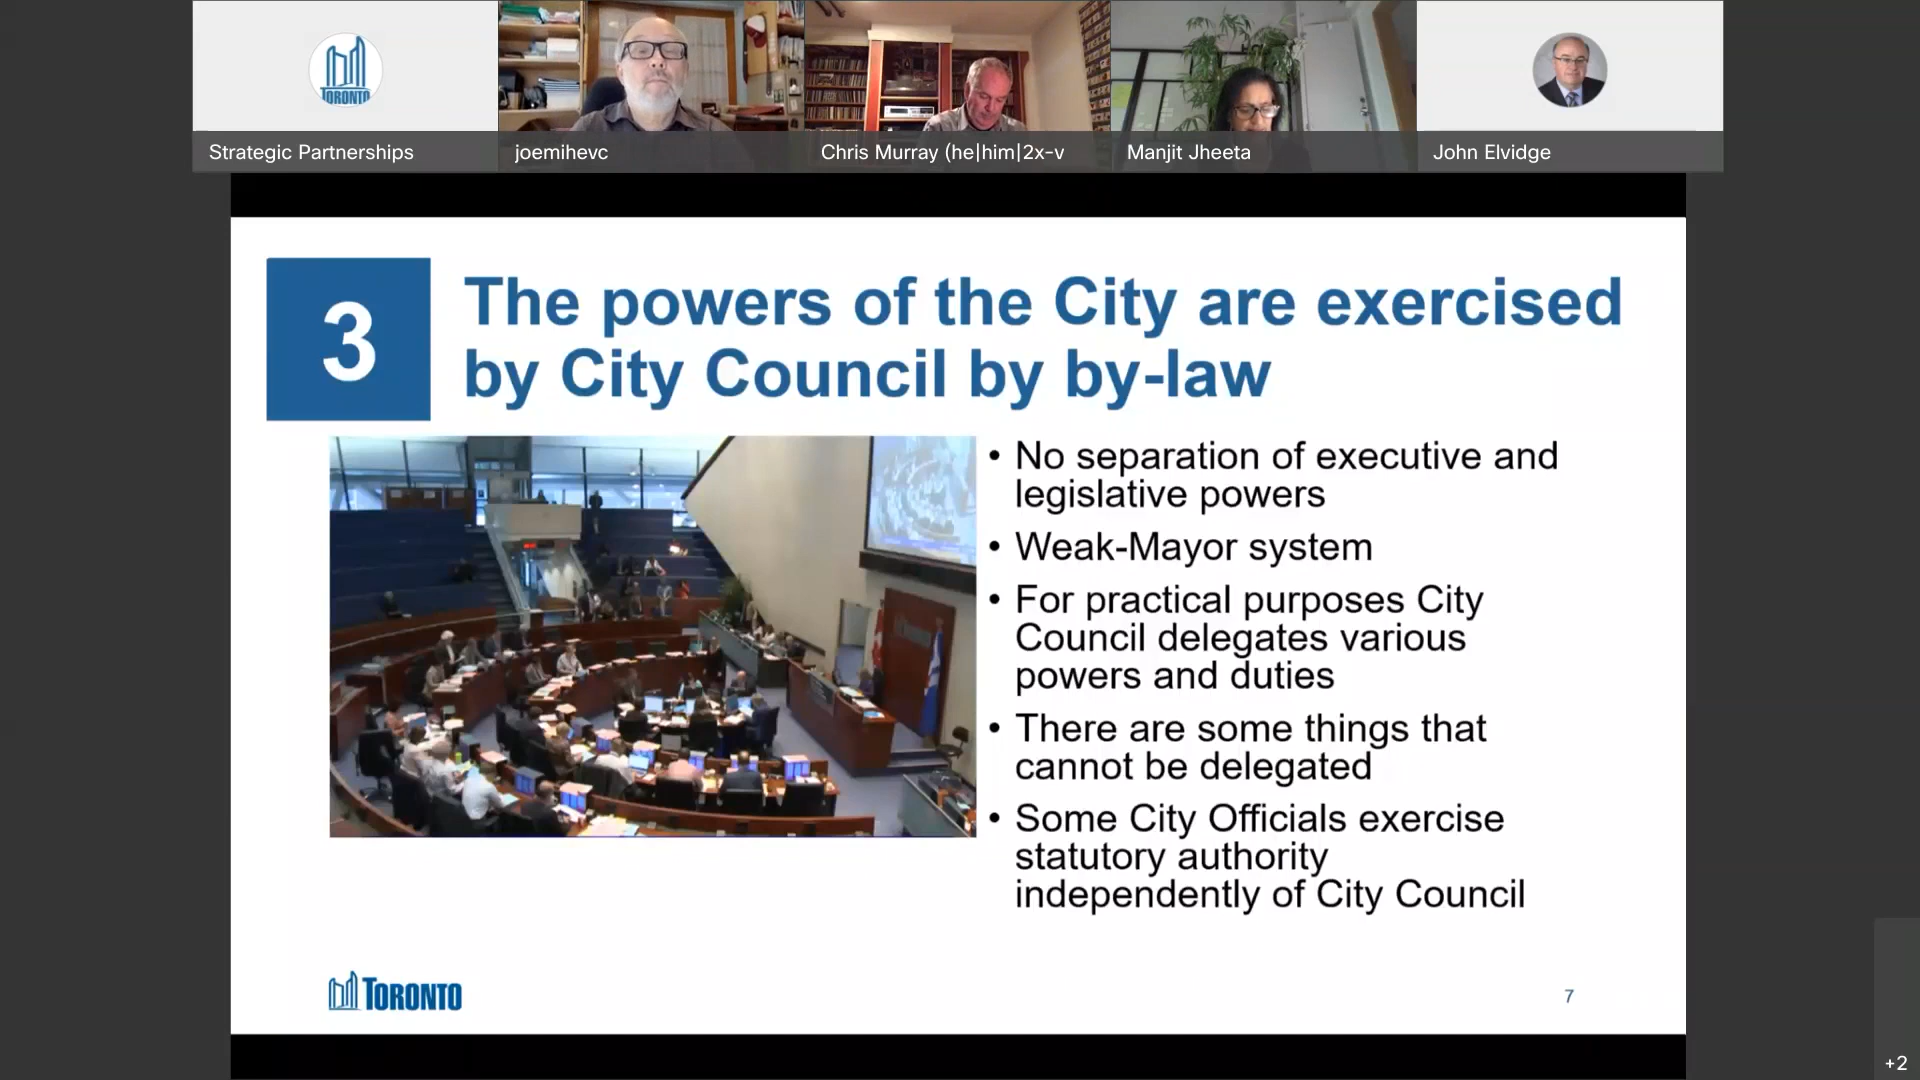 TORONTO
Strategic Partnerships
joemihevc
Chris Murray (he|him|2x-v
Manjit Jheeta
John Elvidge
3
The powers of the City are exercised
by City Council by by-law
• No separation of executive and
legislative powers
• Weak-Mayor system
• For practical purposes City
Council delegates various
powers and duties
• There are some things that
cannot be delegated
• Some City Officials exercise
statutory authority
independently of City Council
TORONTO
7
+2